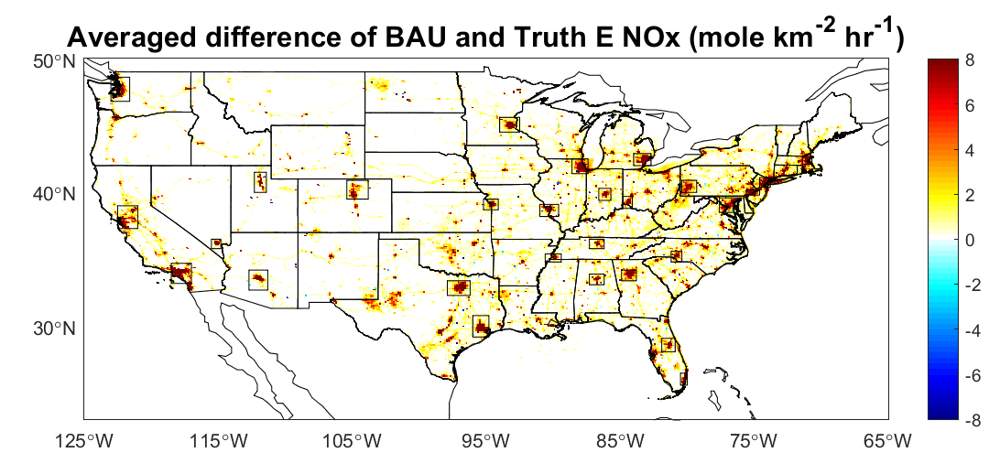 Averaged difference of BAU and Truth E NOx (mole km-2 hr-1)
50°N
40°N
30°N
125°W 115°W 105°W 95°W 85°W 75°W 65°W
8
6
4
2
0
-2
-4
-6
-8